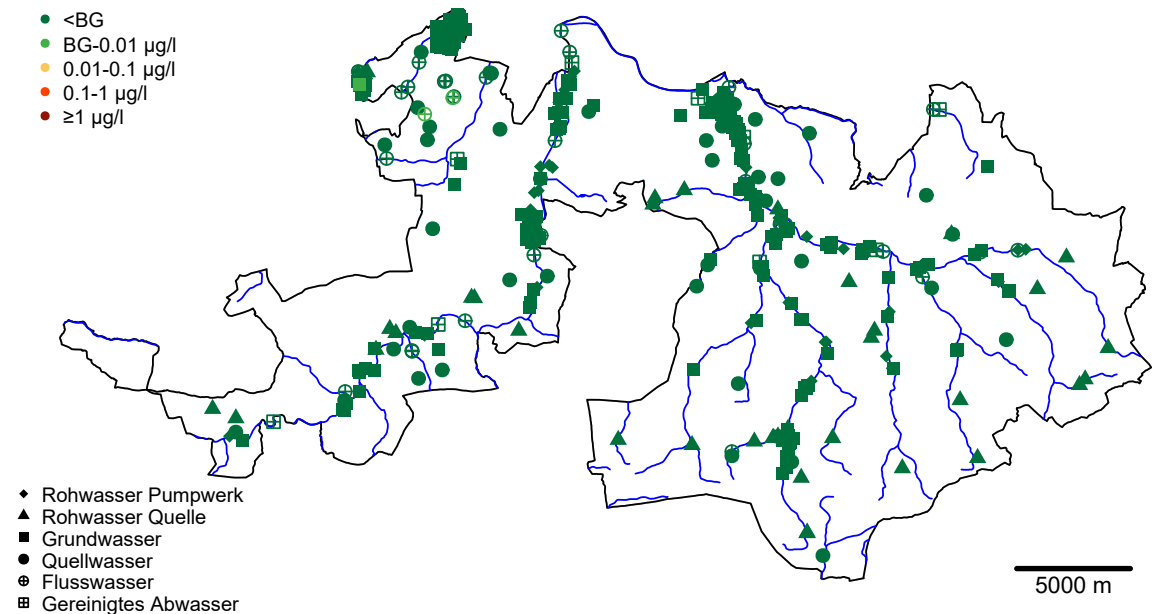 <BG
BG-0.01 µg/l
0.01-0.1 µg/l
0.1-1 µg/l
≥1 µg/l
Rohwasser Pumpwerk
Rohwasser Quelle
Grundwasser
Quellwasser
Flusswasser
Gereinigtes Abwasser
5000 m